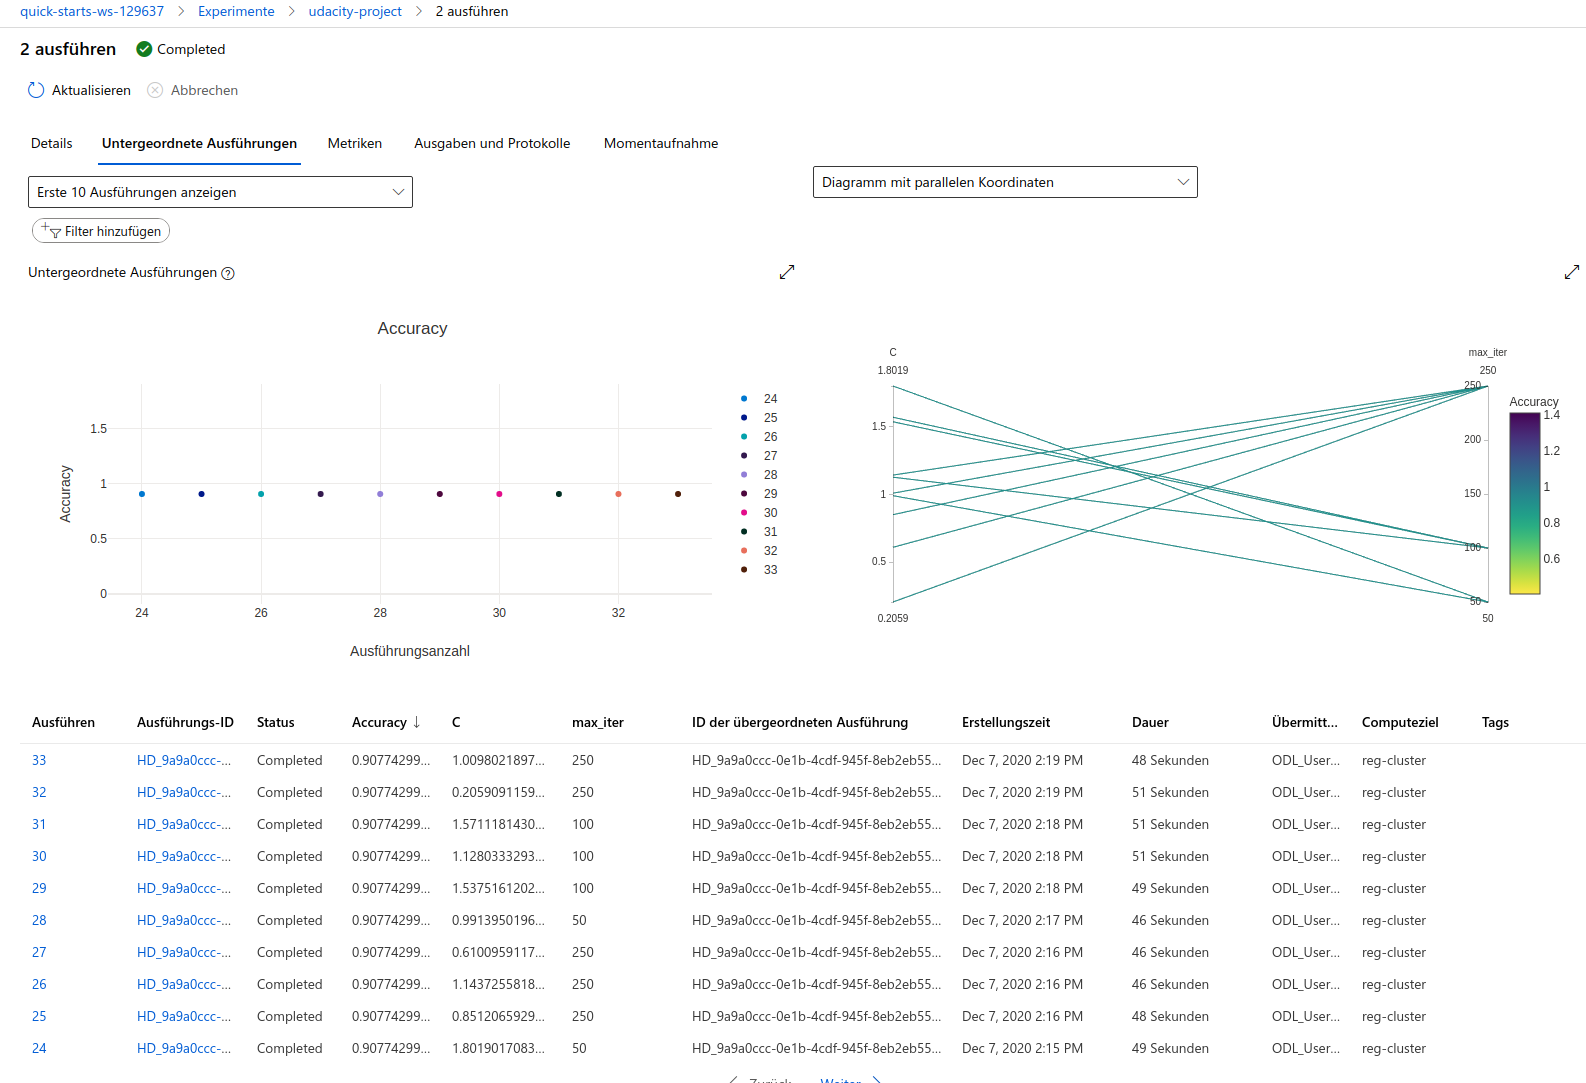 quick-starts-ws-129637 > Experimente > udacity-project > 2 ausführen
2 ausführen Completed
Aktualisieren Abbrechen
Details Untergeordnete Ausführungen Metriken Ausgaben und Protokolle Momentaufnahme
Erste 10 Ausführungen anzeigen
Diagramm mit parallelen Koordinaten
Filter hinzufügen
Untergeordnete Ausführungen
Accuracy
Accuracy
1.5
1
0.5
0
24 26 28 30 32
Ausführungsanzahl
24
25
26
27
28
29
30
31
32
33
C
1.8019
1.5
1
0.5
0.2059
max_iter
250
250
200
150
100
50
50
Accuracy
1.4
1.2
1
0.8
0.6
Ausführen Ausführungs-ID Status Accuracy ↓ C max_iter ID der übergeordneten Ausführung Erstellungszeit Dauer Übermitt... Computeziel Tags
33 HD_9a9a0ccc-... Completed 0.90774299... 1.0098021897... 250 HD_9a9a0ccc-0e1b-4cdf-945f-8eb2eb55... Dec 7, 2020 2:19 PM 48 Sekunden ODL_User... reg-cluster
32 HD_9a9a0ccc-... Completed 0.90774299... 0.2059091159... 250 HD_9a9a0ccc-0e1b-4cdf-945f-8eb2eb55... Dec 7, 2020 2:19 PM 51 Sekunden ODL_User... reg-cluster
31 HD_9a9a0ccc-... Completed 0.90774299... 1.5711181430... 100 HD_9a9a0ccc-0e1b-4cdf-945f-8eb2eb55... Dec 7, 2020 2:18 PM 51 Sekunden ODL_User... reg-cluster
30 HD_9a9a0ccc-... Completed 0.90774299... 1.1280333293... 100 HD_9a9a0ccc-0e1b-4cdf-945f-8eb2eb55... Dec 7, 2020 2:18 PM 51 Sekunden ODL_User... reg-cluster
29 HD_9a9a0ccc-... Completed 0.90774299... 1.5375161202... 100 HD_9a9a0ccc-0e1b-4cdf-945f-8eb2eb55... Dec 7, 2020 2:18 PM 49 Sekunden ODL_User... reg-cluster
28 HD_9a9a0ccc-... Completed 0.90774299... 0.9913950196... 50 HD_9a9a0ccc-0e1b-4cdf-945f-8eb2eb55... Dec 7, 2020 2:17 PM 46 Sekunden ODL_User... reg-cluster
27 HD_9a9a0ccc-... Completed 0.90774299... 0.6100959117... 250 HD_9a9a0ccc-0e1b-4cdf-945f-8eb2eb55... Dec 7, 2020 2:16 PM 46 Sekunden ODL_User... reg-cluster
26 HD_9a9a0ccc-... Completed 0.90774299... 1.1437255818... 250 HD_9a9a0ccc-0e1b-4cdf-945f-8eb2eb55... Dec 7, 2020 2:16 PM 46 Sekunden ODL_User... reg-cluster
25 HD_9a9a0ccc-... Completed 0.90774299... 0.8512065929... 250 HD_9a9a0ccc-0e1b-4cdf-945f-8eb2eb55... Dec 7, 2020 2:16 PM 48 Sekunden ODL_User... reg-cluster
24 HD_9a9a0ccc-... Completed 0.90774299... 1.8019017083... 50 HD_9a9a0ccc-0e1b-4cdf-945f-8eb2eb55... Dec 7, 2020 2:15 PM 49 Sekunden ODL_User... reg-cluster
Zurück Weiter